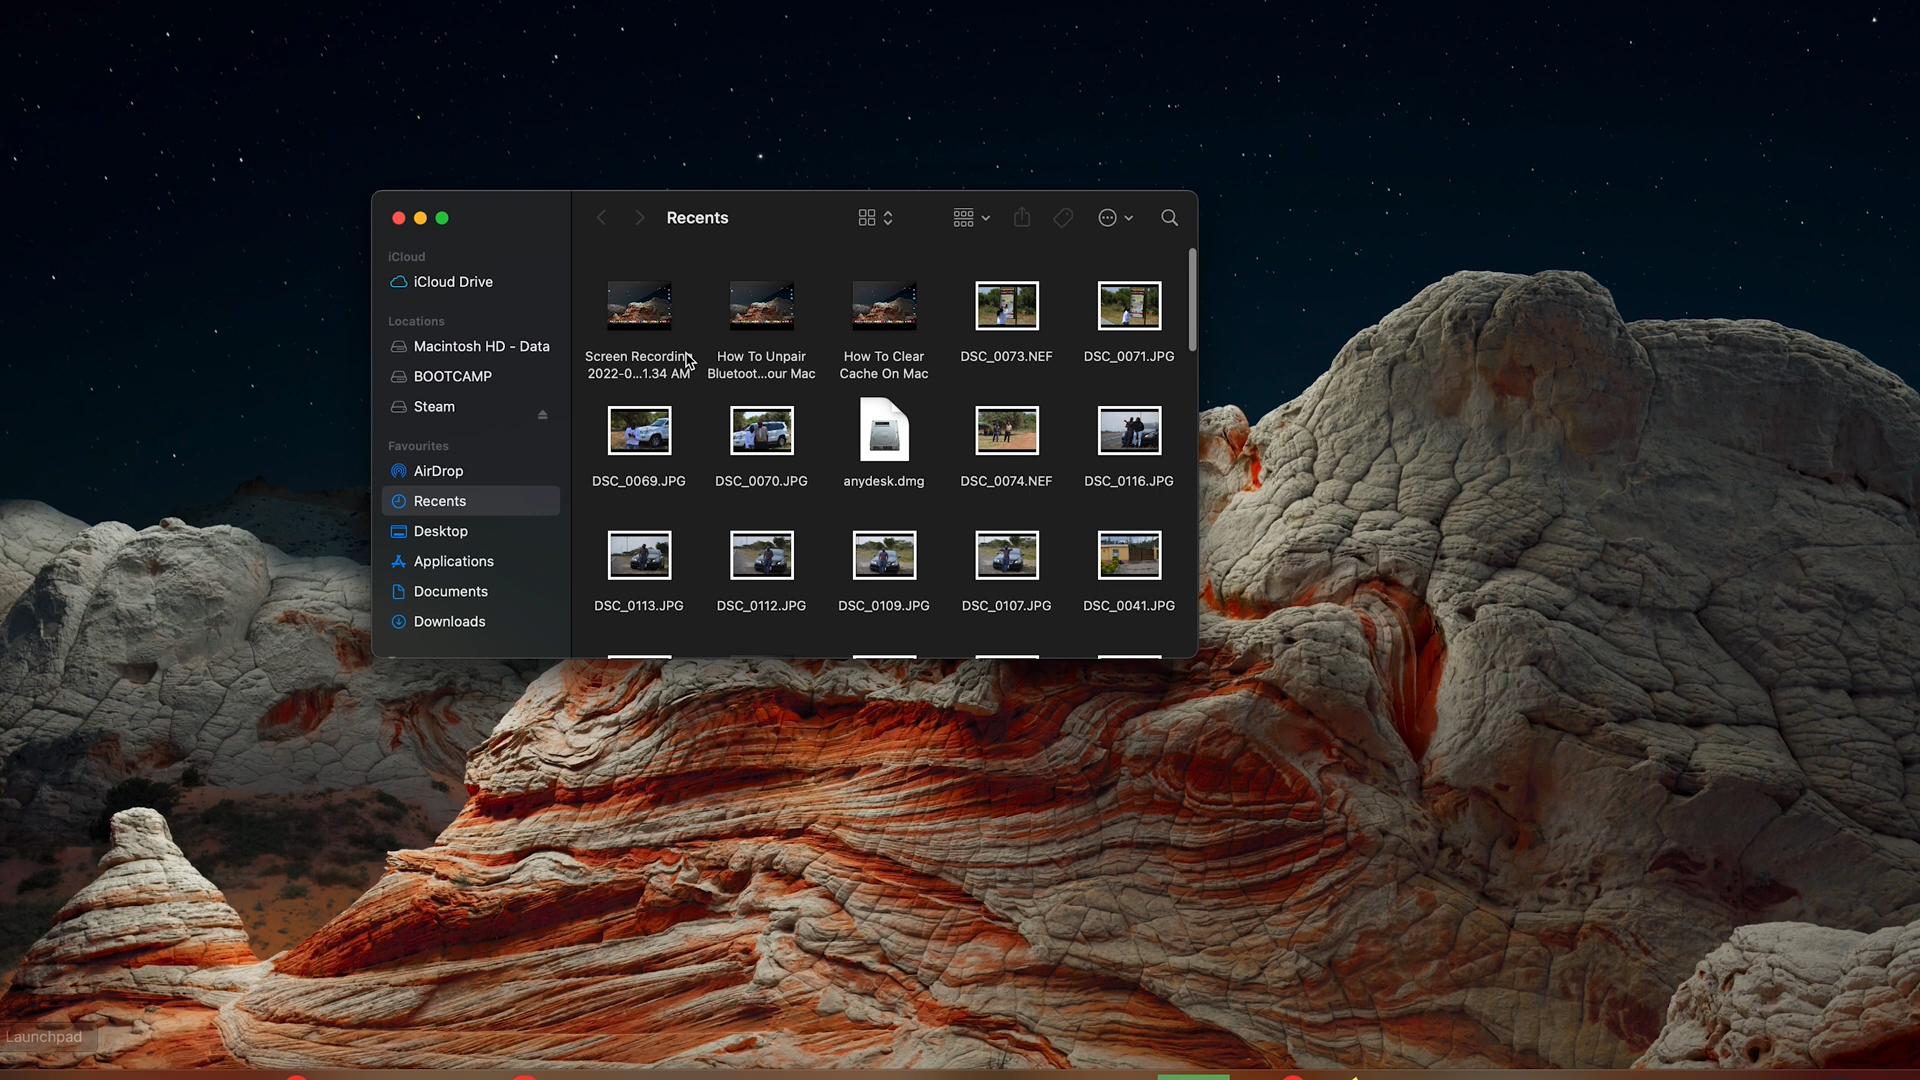 Recents
iCloud
iCloud Drive
Locations
Macintosh HD - Data
BOOTCAMP
Steam
Favourites
AirDrop
Recents
Desktop
Applications
Documents
Downloads
Screen Recording
2022-0...1.34 AM
How To Unpair
Bluetoot...our Mac
How To Clear
Cache On Mac
DSC_0073.NEF
DSC_0071.JPG
DSC_0069.JPG
DSC_0070.JPG
anydesk.dmg
DSC_0074.NEF
DSC_0116.JPG
DSC_0113.JPG
DSC_0112.JPG
DSC_0109.JPG
DSC_0107.JPG
DSC_0041.JPG
Launchpad